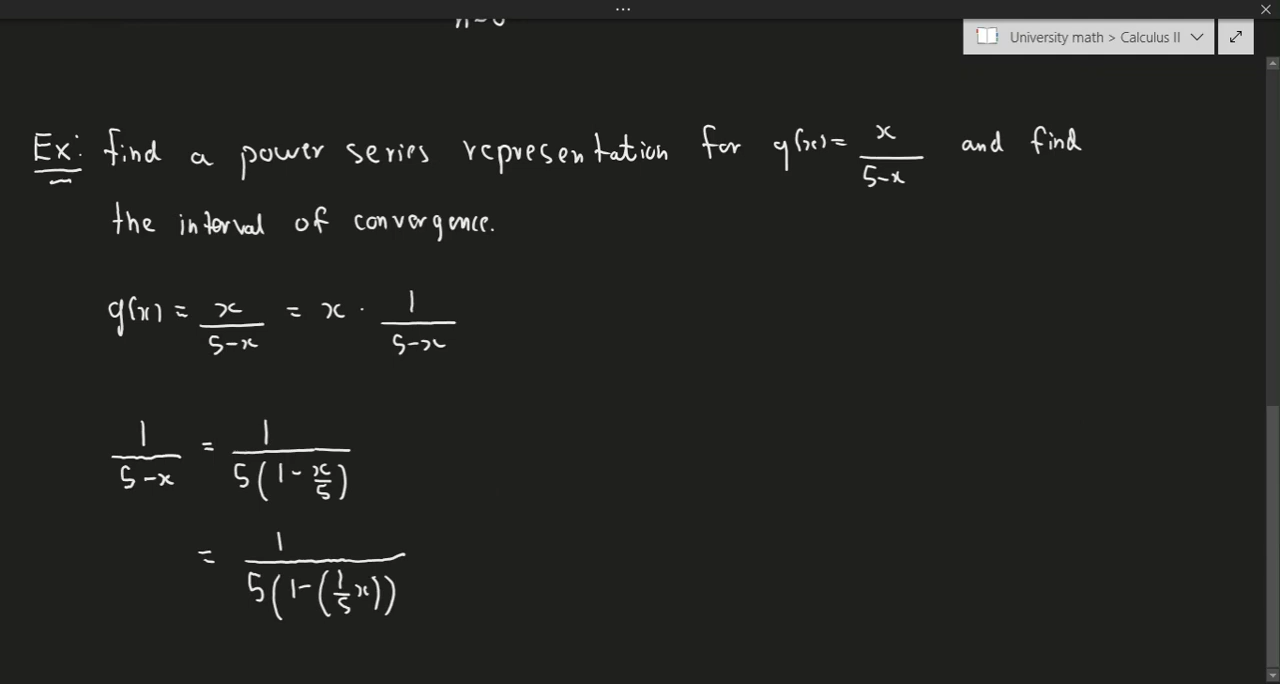 ...
University math > Calculus II
Ex: find a power series representation for g(x)= x/(5-x) and find
the interval of convergence.
g(x) = x/(5-x) = x · 1/(5-x)
1/(5-x) = 1/(5(1-x/5))
= 1/(5(1-(1/5 x)))